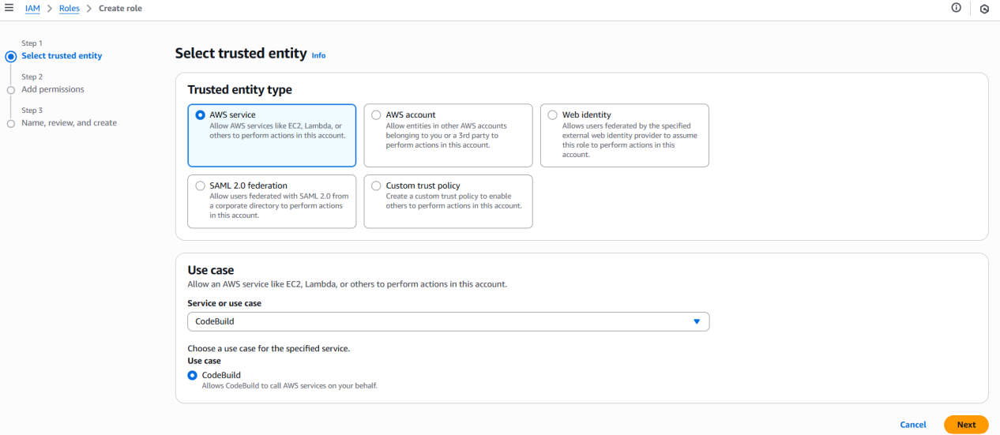 IAM > Roles > Create role
Step 1
Select trusted entity
Step 2
Add permissions
Step 3
Name, review, and create
Select trusted entity Info
Trusted entity type
AWS service
Allow AWS services like EC2, Lambda, or
others to perform actions in this account.
AWS account
Allow entities in other AWS accounts
belonging to you or a 3rd party to
perform actions in this account.
Web identity
Allows users federated by the specified
external web identity provider to assume
this role to perform actions in this
account.
SAML 2.0 federation
Allow users federated with SAML 2.0 from
a corporate directory to perform actions
in this account.
Custom trust policy
Create a custom trust policy to enable
others to perform actions in this account.
Use case
Allow an AWS service like EC2, Lambda, or others to perform actions in this account.
Service or use case
CodeBuild
Choose a use case for the specified service.
Use case
CodeBuild
Allows CodeBuild to call AWS services on your behalf.
Cancel
Next